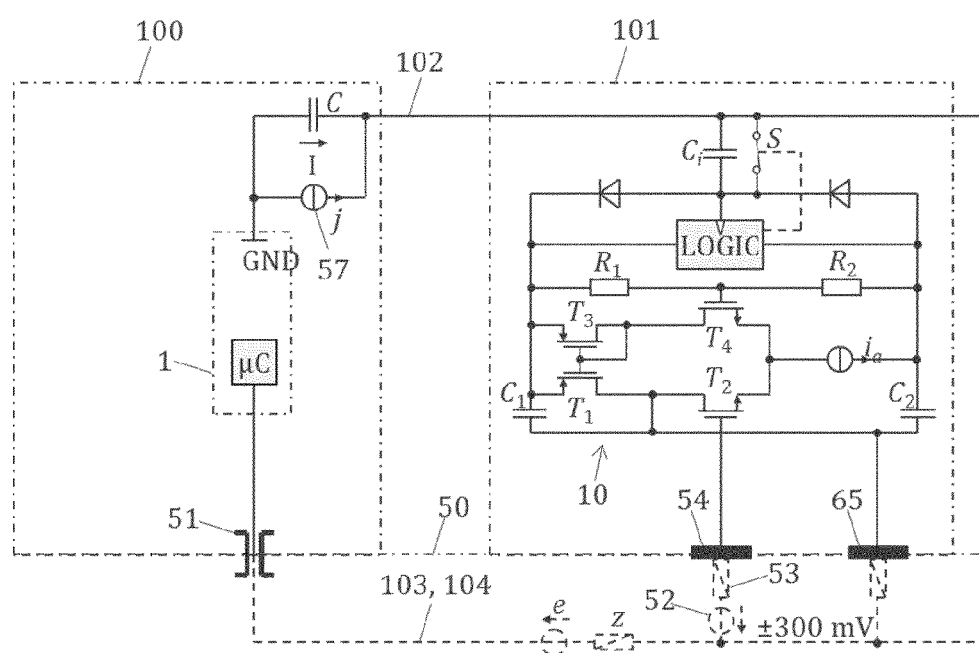 100
101
102
C
I
j
57
GND
1
μC
C_i
S
LOGIC
R_1
R_2
T_3
T_4
j_a
T_1
T_2
C_1
C_2
10
54
65
51
50
53
103, 104
e
z
52
±300 mV